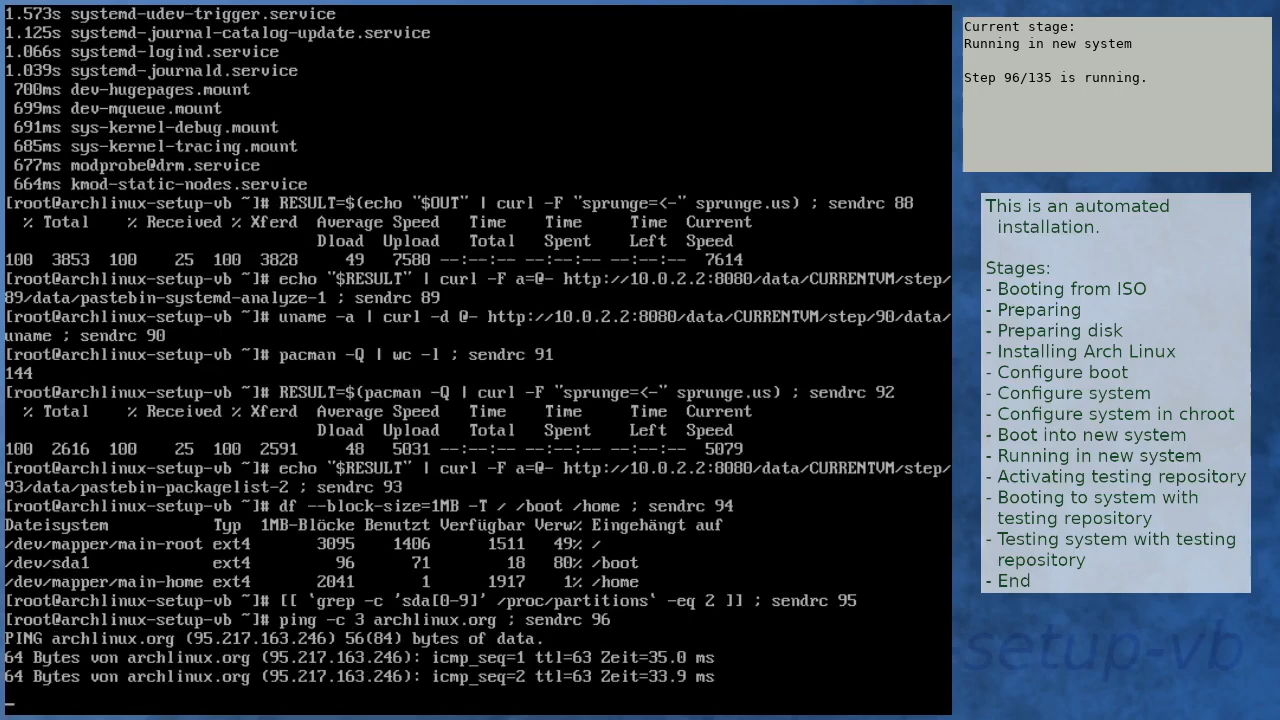 1.573s systemd-udev-trigger.service
1.125s systemd-journal-catalog-update.service
1.066s systemd-logind.service
1.039s systemd-journald.service
700ms dev-hugepages.mount
699ms dev-mqueue.mount
691ms sys-kernel-debug.mount
685ms sys-kernel-tracing.mount
677ms modprobe@drm.service
664ms kmod-static-nodes.service
[root@archlinux-setup-vb ~]# RESULT=$(echo "$OUT" | curl -F "sprunge=<-" sprunge.us) ; sendrc 88
% Total    % Received % Xferd  Average Speed   Time    Time     Time  Current
Dload  Upload   Total   Spent    Left  Speed
100  3853  100    25  100  3828     49   7580 --:--:-- --:--:-- --:--:--  7614
[root@archlinux-setup-vb ~]# echo "$RESULT" | curl -F a=@- http://10.0.2.2:8080/data/CURRENTVM/step/
89/data/pastebin-systemd-analyze-1 ; sendrc 89
[root@archlinux-setup-vb ~]# uname -a | curl -d @- http://10.0.2.2:8080/data/CURRENTVM/step/90/data/
uname ; sendrc 90
[root@archlinux-setup-vb ~]# pacman -Q | wc -l ; sendrc 91
144
[root@archlinux-setup-vb ~]# RESULT=$(pacman -Q | curl -F "sprunge=<-" sprunge.us) ; sendrc 92
% Total    % Received % Xferd  Average Speed   Time    Time     Time  Current
Dload  Upload   Total   Spent    Left  Speed
100  2616  100    25  100  2591     48   5031 --:--:-- --:--:-- --:--:--  5079
[root@archlinux-setup-vb ~]# echo "$RESULT" | curl -F a=@- http://10.0.2.2:8080/data/CURRENTVM/step/
93/data/pastebin-packagelist-2 ; sendrc 93
[root@archlinux-setup-vb ~]# df --block-size=1MB -T / /boot /home ; sendrc 94
Dateisystem           Typ  1MB-Blöcke Benutzt Verfügbar Verw% Eingehängt auf
/dev/mapper/main-root ext4       3095    1406      1511   49% /
/dev/sda1             ext4         96      71        18   80% /boot
/dev/mapper/main-home ext4       2041       1      1917    1% /home
[root@archlinux-setup-vb ~]# [[ `grep -c 'sda[0-9]' /proc/partitions` -eq 2 ]] ; sendrc 95
[root@archlinux-setup-vb ~]# ping -c 3 archlinux.org ; sendrc 96
PING archlinux.org (95.217.163.246) 56(84) bytes of data.
64 Bytes von archlinux.org (95.217.163.246): icmp_seq=1 ttl=63 Zeit=35.0 ms
64 Bytes von archlinux.org (95.217.163.246): icmp_seq=2 ttl=63 Zeit=33.9 ms
Current stage:
Running in new system
Step 96/135 is running.
This is an automated
installation.
Stages:
- Booting from ISO
- Preparing
- Preparing disk
- Installing Arch Linux
- Configure boot
- Configure system
- Configure system in chroot
- Boot into new system
- Running in new system
- Activating testing repository
- Booting to system with
testing repository
- Testing system with testing
repository
- End
-setup-vb